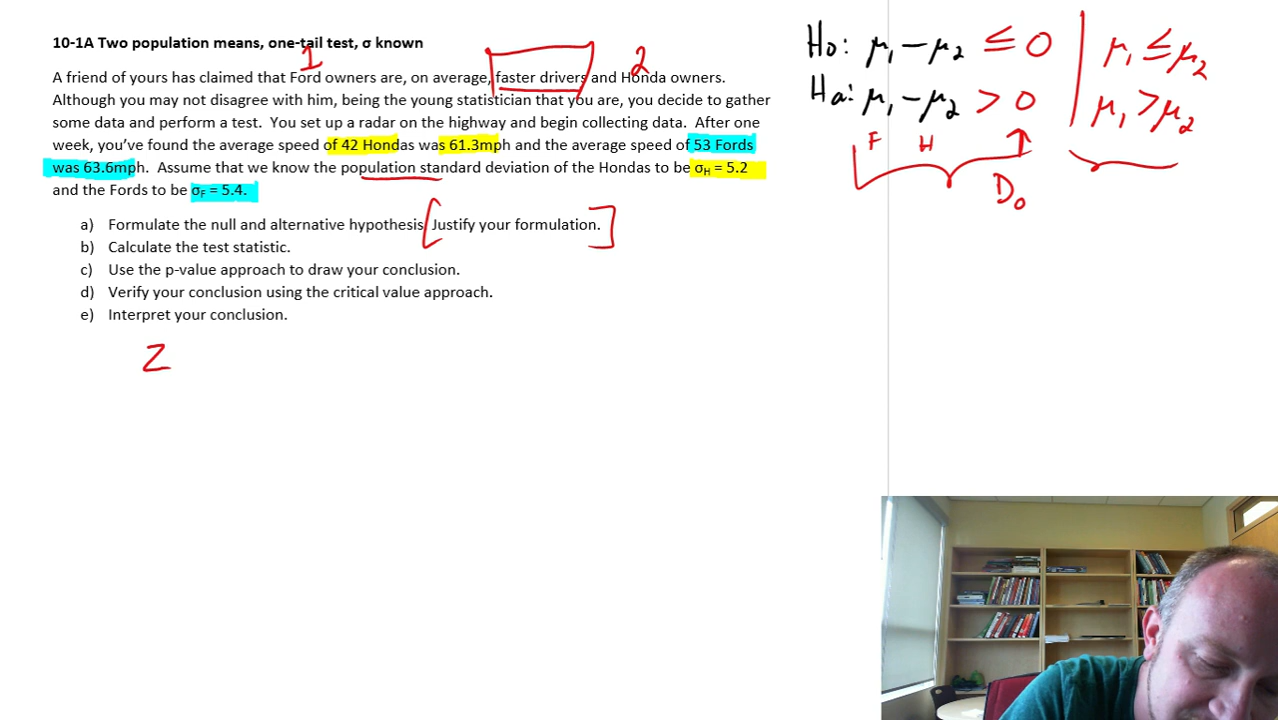 10-1A Two population means, one-tail test, σ known
1
2
A friend of yours has claimed that Ford owners are, on average, faster drivers and Honda owners.
Although you may not disagree with him, being the young statistician that you are, you decide to gather
some data and perform a test. You set up a radar on the highway and begin collecting data. After one
week, you've found the average speed of 42 Hondas was 61.3mph and the average speed of 53 Fords
was 63.6mph. Assume that we know the population standard deviation of the Hondas to be σH = 5.2
and the Fords to be σF = 5.4.
a) Formulate the null and alternative hypothesis [Justify your formulation.]
b) Calculate the test statistic.
c) Use the p-value approach to draw your conclusion.
d) Verify your conclusion using the critical value approach.
e) Interpret your conclusion.
Z
Ho: μ1 – μ2 ≤ 0 | μ1 ≤ μ2
Ha: μ1 – μ2 > 0 | μ1 > μ2
F H ↑
D0